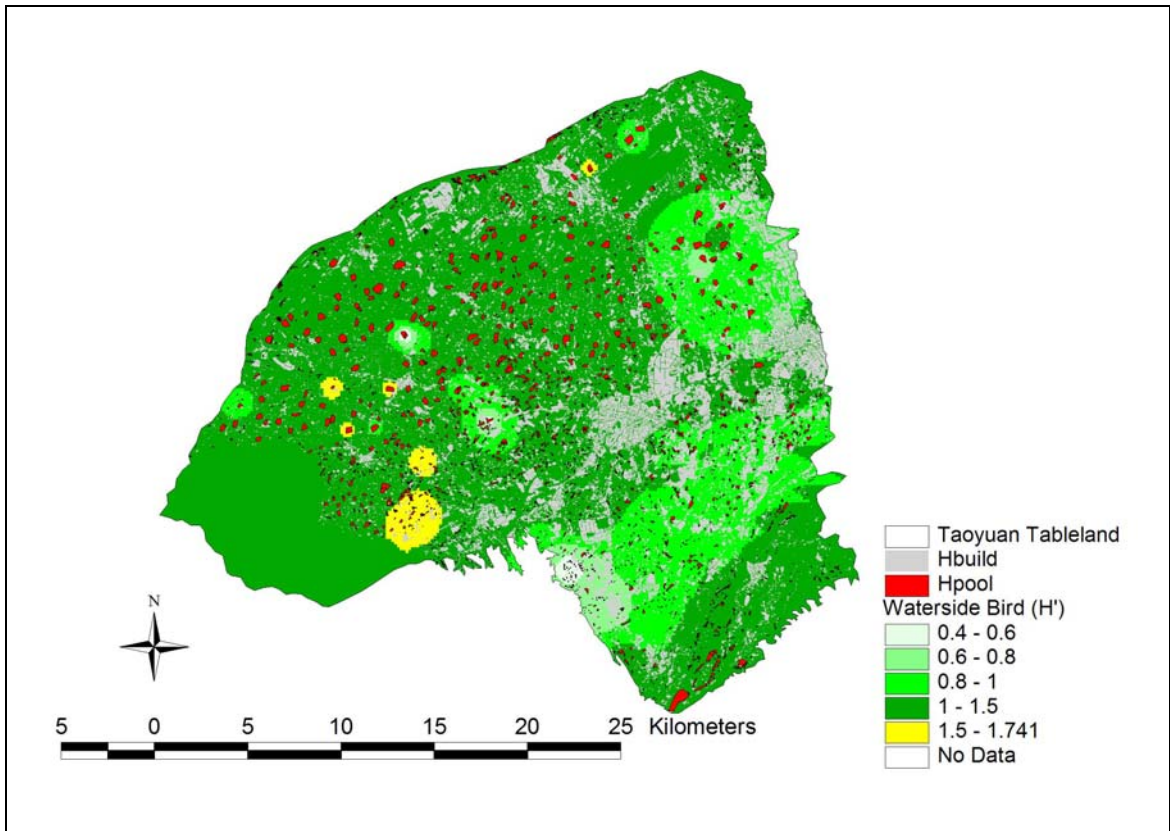 Taoyuan Tableland
Hbuild
Hpool
Waterside Bird (H')
0.4 - 0.6
0.6 - 0.8
0.8 - 1
1 - 1.5
1.5 - 1.741
No Data
N
5 0 5 10 15 20 25 Kilometers